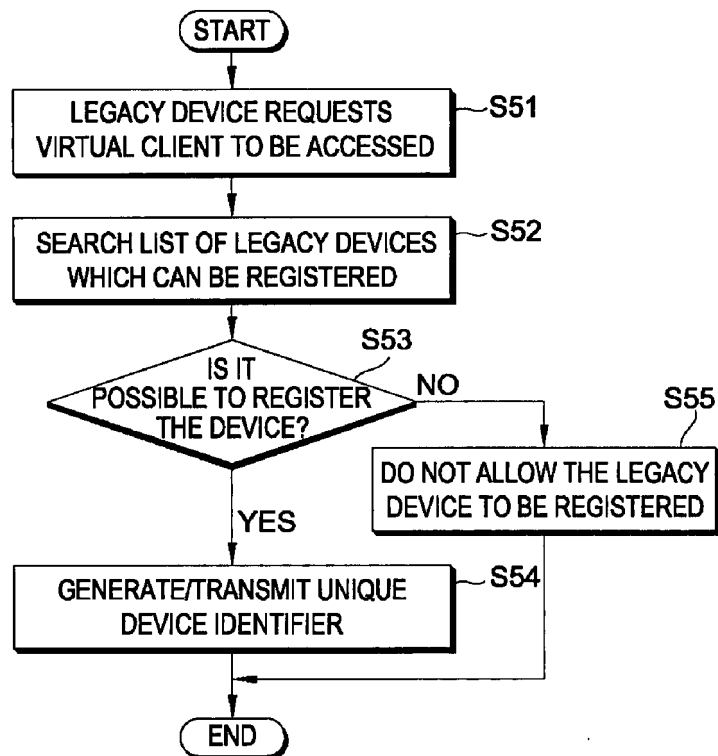 START
LEGACY DEVICE REQUESTS
VIRTUAL CLIENT TO BE ACCESSED
S51
SEARCH LIST OF LEGACY DEVICES
WHICH CAN BE REGISTERED
S52
IS IT
POSSIBLE TO REGISTER
THE DEVICE?
S53
NO
S55
DO NOT ALLOW THE LEGACY
DEVICE TO BE REGISTERED
YES
GENERATE/TRANSMIT UNIQUE
DEVICE IDENTIFIER
S54
END